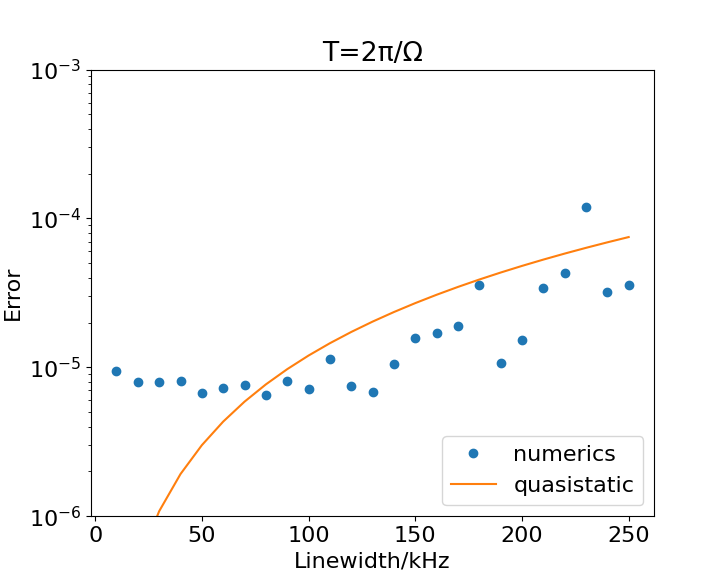 T=2π/Ω
Error
10⁻³
10⁻⁴
10⁻⁵
10⁻⁶
0 50 100 150 200 250
Linewidth/kHz
numerics
quasistatic